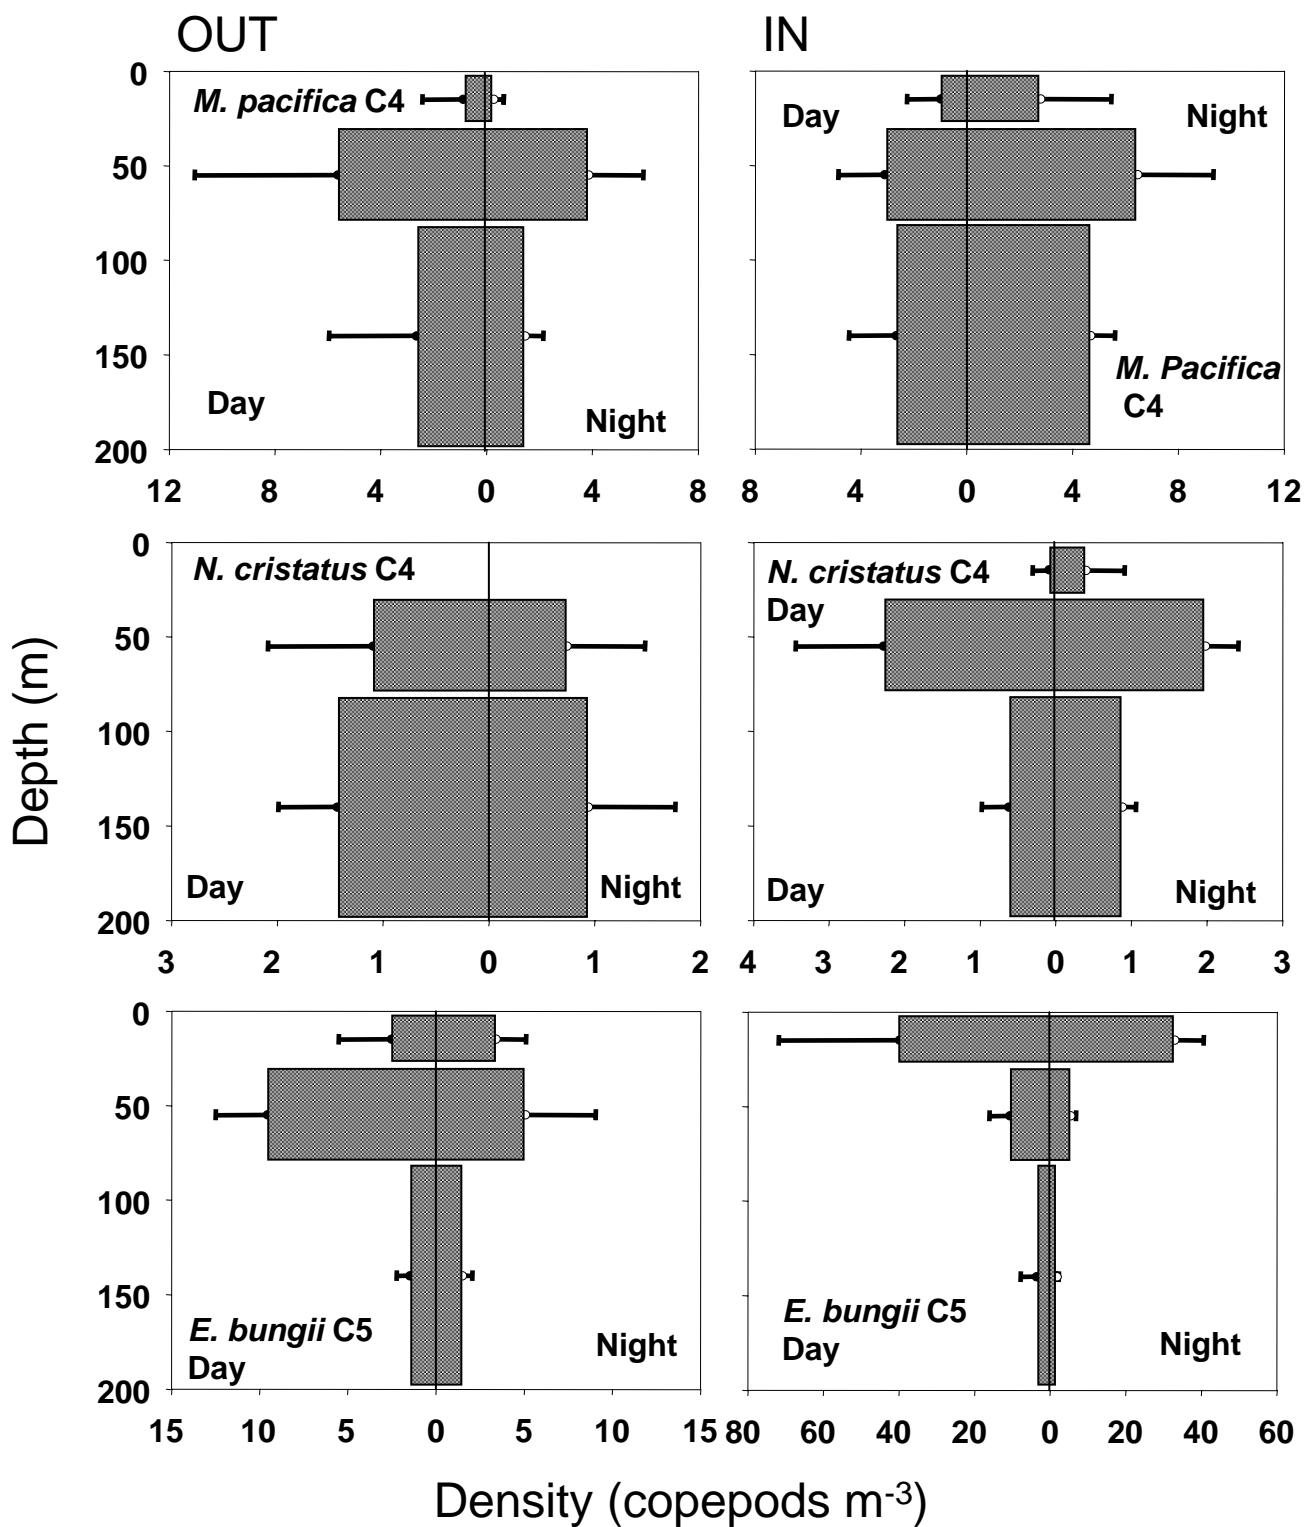 OUT IN
0
M. pacifica C4
50
100
150
Day
Night
200
12 8 4 0 4 8
Day
Night
M. Pacifica
C4
8 4 0 4 8 12
0
N. cristatus C4
50
100
150
Day
Night
200
3 2 1 0 1 2
N. cristatus C4
Day
Day
Night
4 3 2 1 0 1 2 3
0
50
100
150
E. bungii C5
Day
Night
200
15 10 5 0 5 10 15
E. bungii C5
Day
Night
80 60 40 20 0 20 40 60
Depth (m)
Density (copepods m⁻³)